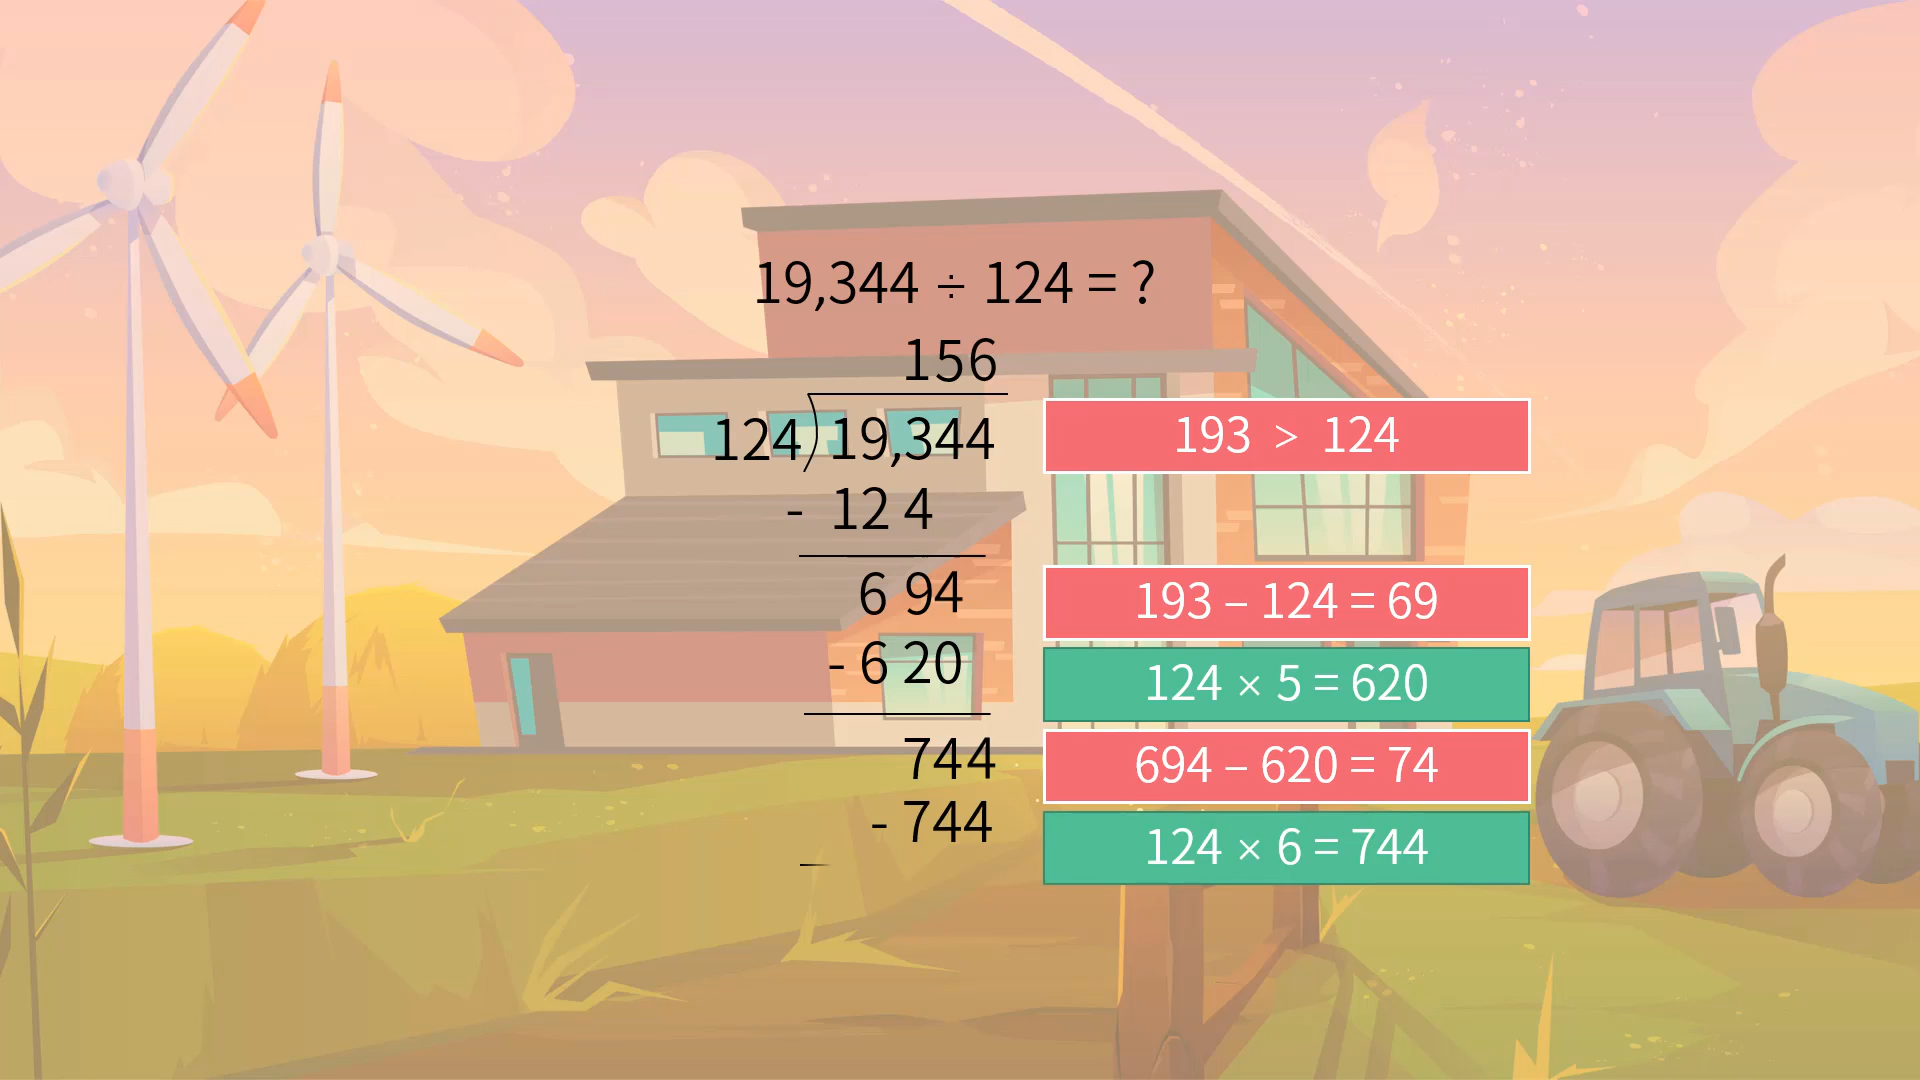 19,344 ÷ 124 = ?
156
124)19,344
193 > 124
- 12 4
6 94
193 – 124 = 69
- 6 20
124 × 5 = 620
744
694 – 620 = 74
- 744
124 × 6 = 744